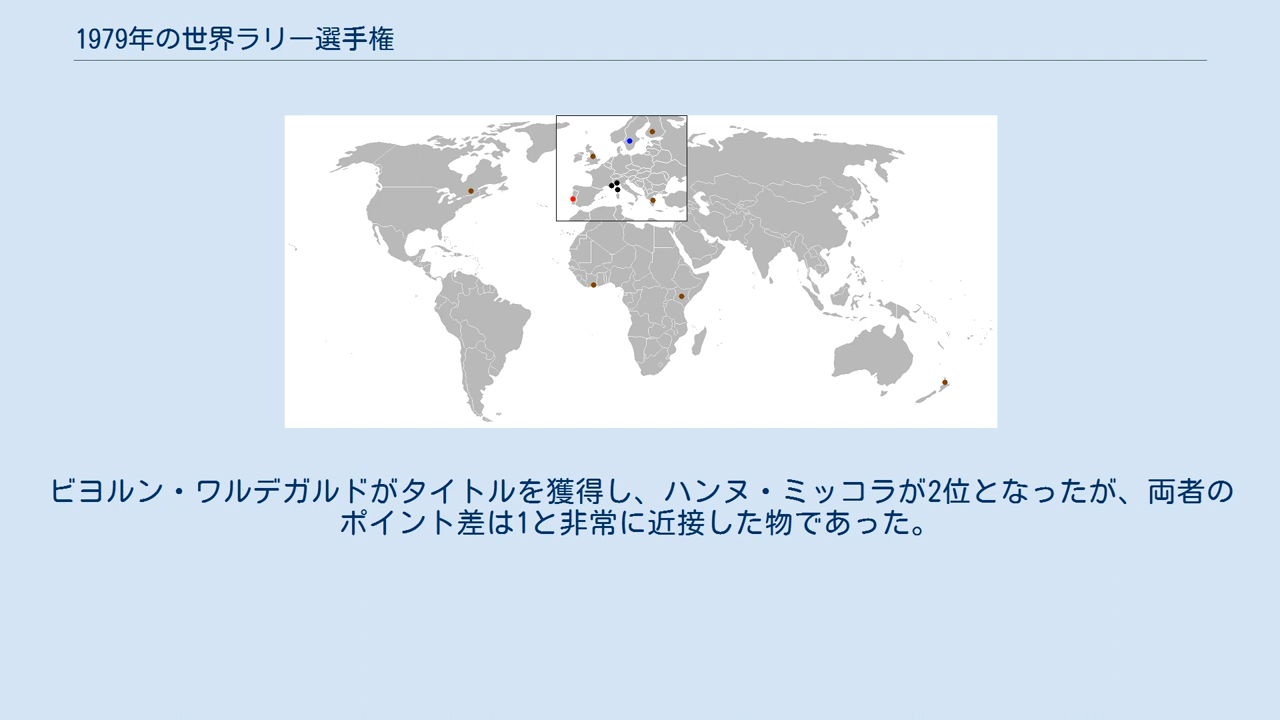 1979年の世界ラリー選手権
ビヨルン・ワルデガルドがタイトルを獲得し、ハンヌ・ミッコラが2位となったが、両者の
ポイント差は1と非常に近接した物であった。